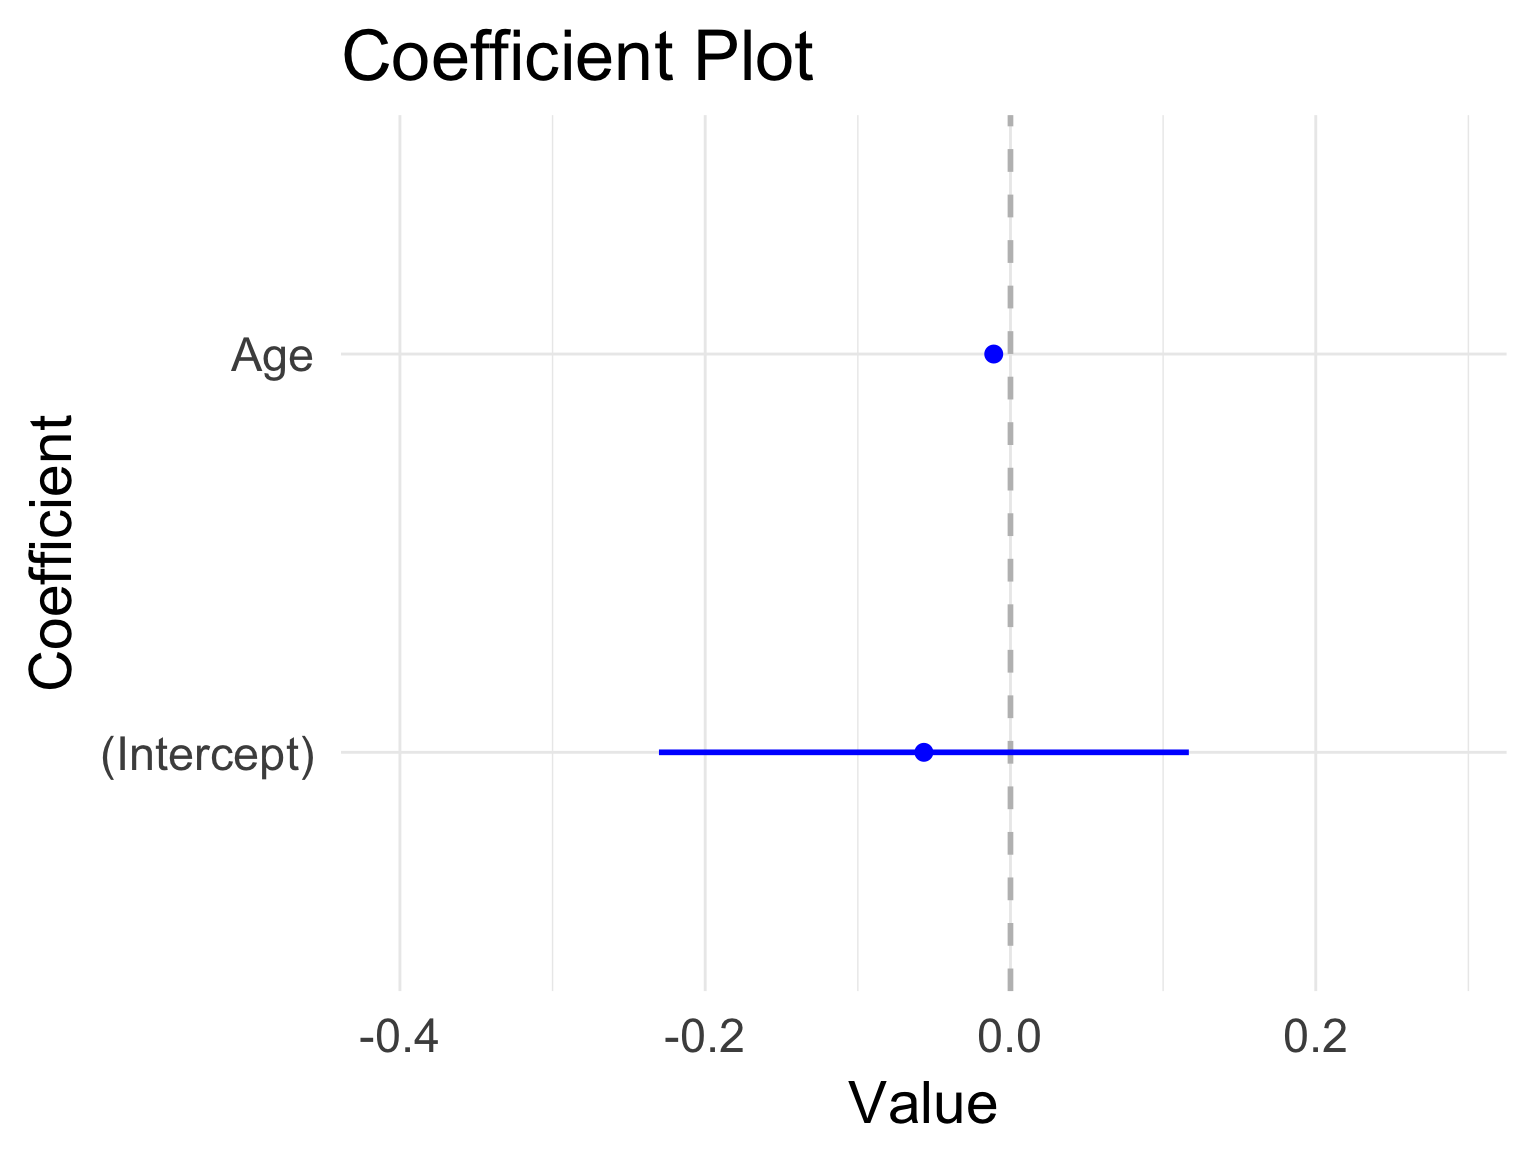 Coefficient Plot
Coefficient
Age
(Intercept)
-0.4 -0.2 0.0 0.2
Value